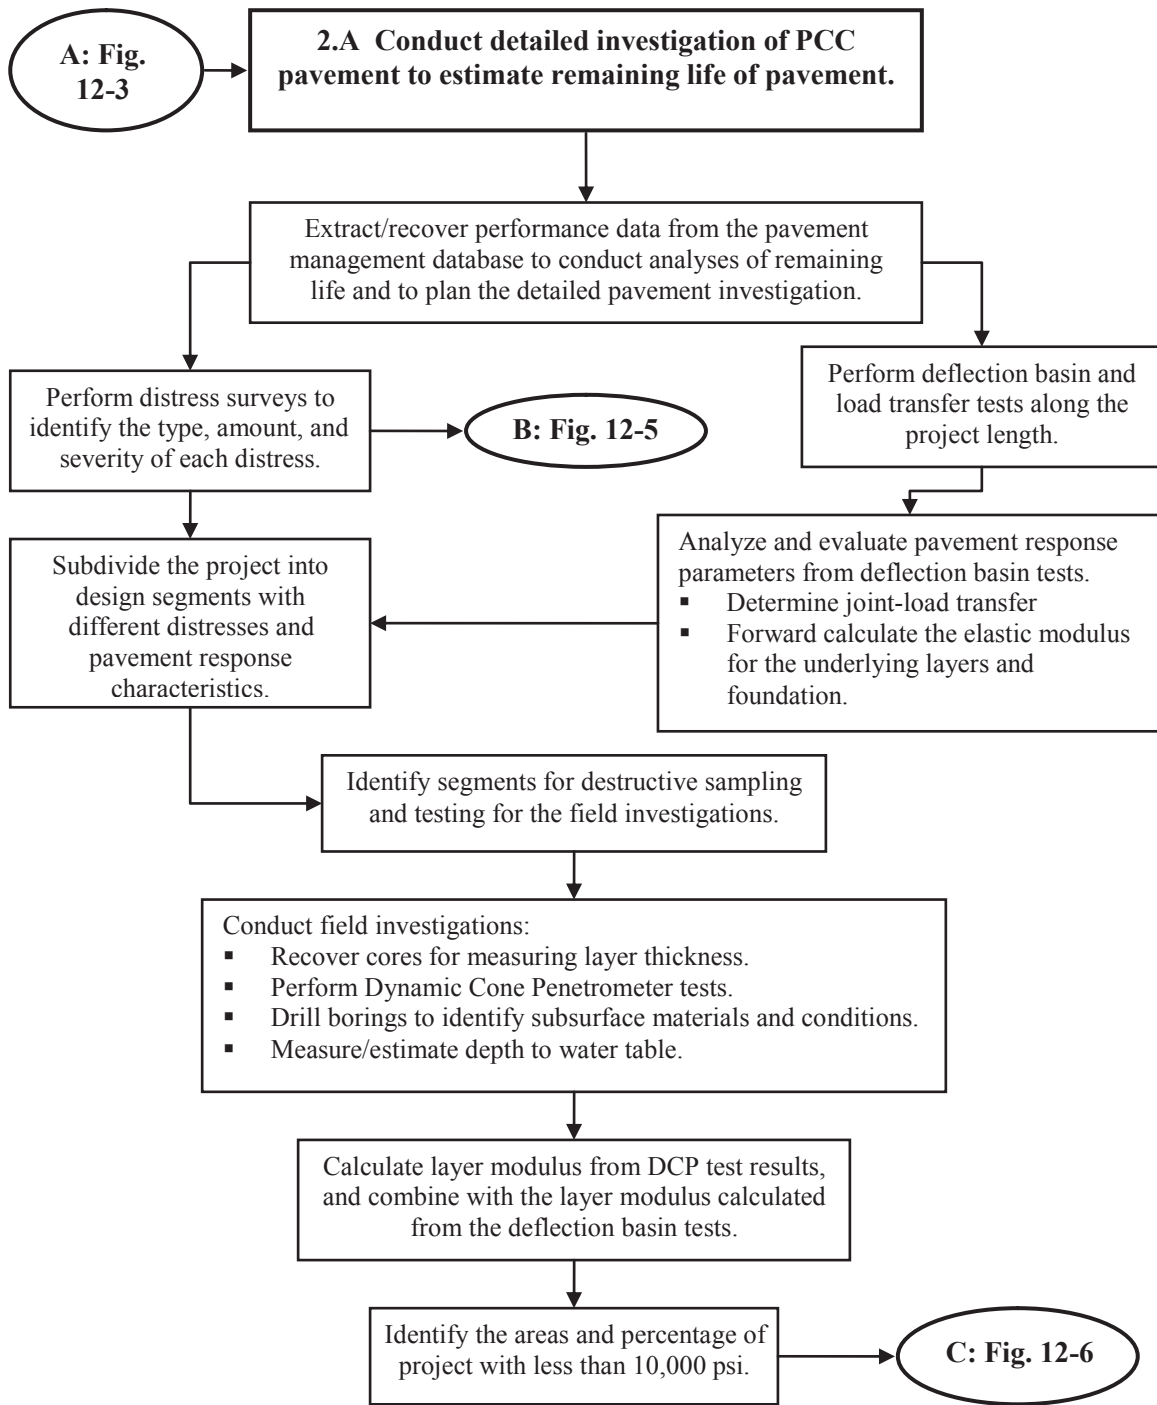 A: Fig.
12-3
2.A Conduct detailed investigation of PCC
pavement to estimate remaining life of pavement.
Extract/recover performance data from the pavement
management database to conduct analyses of remaining
life and to plan the detailed pavement investigation.
Perform distress surveys to
identify the type, amount, and
severity of each distress.
B: Fig. 12-5
Perform deflection basin and
load transfer tests along the
project length.
Subdivide the project into
design segments with
different distresses and
pavement response
characteristics.
Analyze and evaluate pavement response
parameters from deflection basin tests.
▪ Determine joint-load transfer
▪ Forward calculate the elastic modulus
for the underlying layers and
foundation.
Identify segments for destructive sampling
and testing for the field investigations.
Conduct field investigations:
▪ Recover cores for measuring layer thickness.
▪ Perform Dynamic Cone Penetrometer tests.
▪ Drill borings to identify subsurface materials and conditions.
▪ Measure/estimate depth to water table.
Calculate layer modulus from DCP test results,
and combine with the layer modulus calculated
from the deflection basin tests.
Identify the areas and percentage of
project with less than 10,000 psi.
C: Fig. 12-6